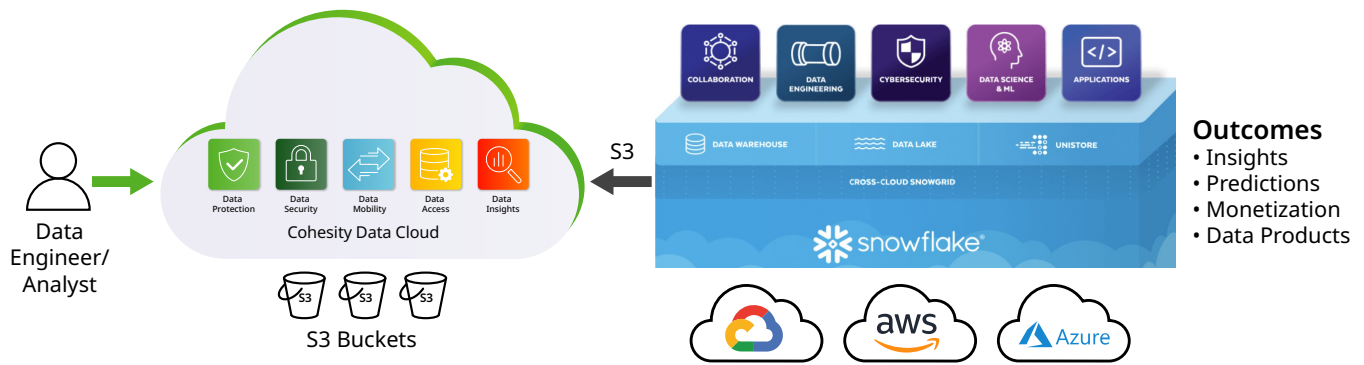 Data
Engineer/
Analyst
Data
Protection
Data
Security
Data
Mobility
Data
Access
Data
Insights
Cohesity Data Cloud
S3
S3
S3
S3 Buckets
S3
COLLABORATION
DATA
ENGINEERING
CYBERSECURITY
DATA SCIENCE
& ML
</>
APPLICATIONS
DATA WAREHOUSE
DATA LAKE
UNISTORE
CROSS-CLOUD SNOWGRID
snowflake®
aws
Azure
Outcomes
• Insights
• Predictions
• Monetization
• Data Products